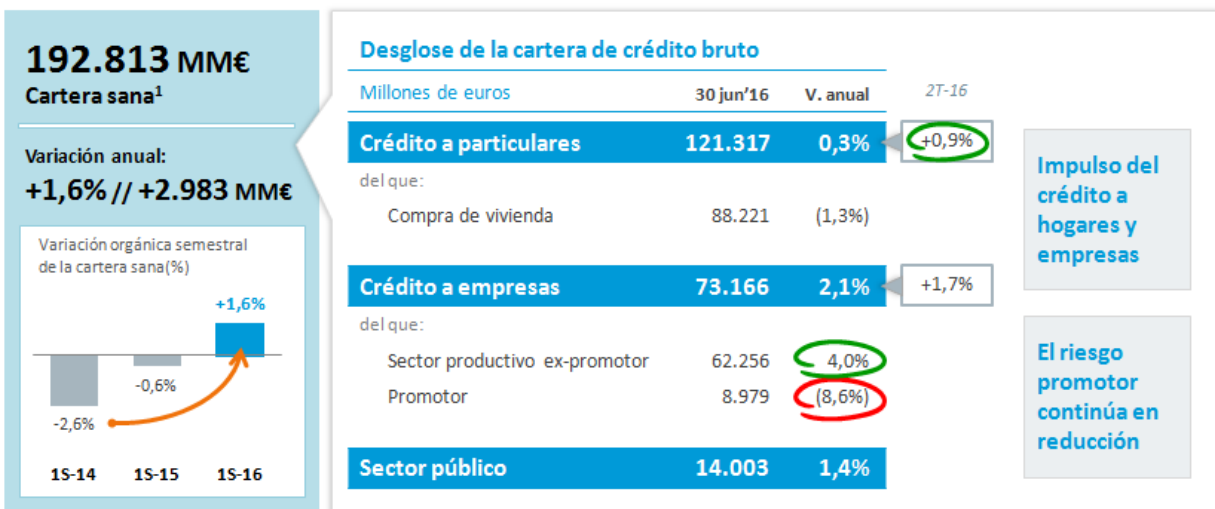 192.813 MM€
Cartera sana¹
Variación anual:
+1,6% // +2.983 MM€
Variación orgánica semestral
de la cartera sana(%)
+1,6%
-0,6%
-2,6%
1S-14 1S-15 1S-16
Desglose de la cartera de crédito bruto
Millones de euros 30 jun'16 V. anual 2T-16
Crédito a particulares 121.317 0,3% +0,9%
del que:
Compra de vivienda 88.221 (1,3%)
Crédito a empresas 73.166 2,1% +1,7%
del que:
Sector productivo ex-promotor 62.256 4,0%
Promotor 8.979 (8,6%)
Sector público 14.003 1,4%
Impulso del
crédito a
hogares y
empresas
El riesgo
promotor
continúa en
reducción